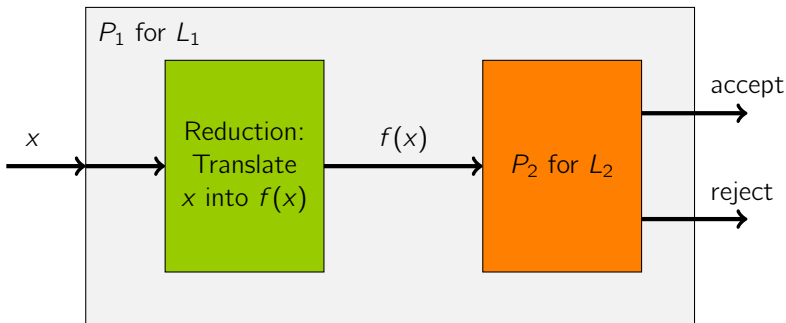 P₁ for L₁
accept
x
Reduction:
Translate
x into f(x)
f(x)
P₂ for L₂
reject